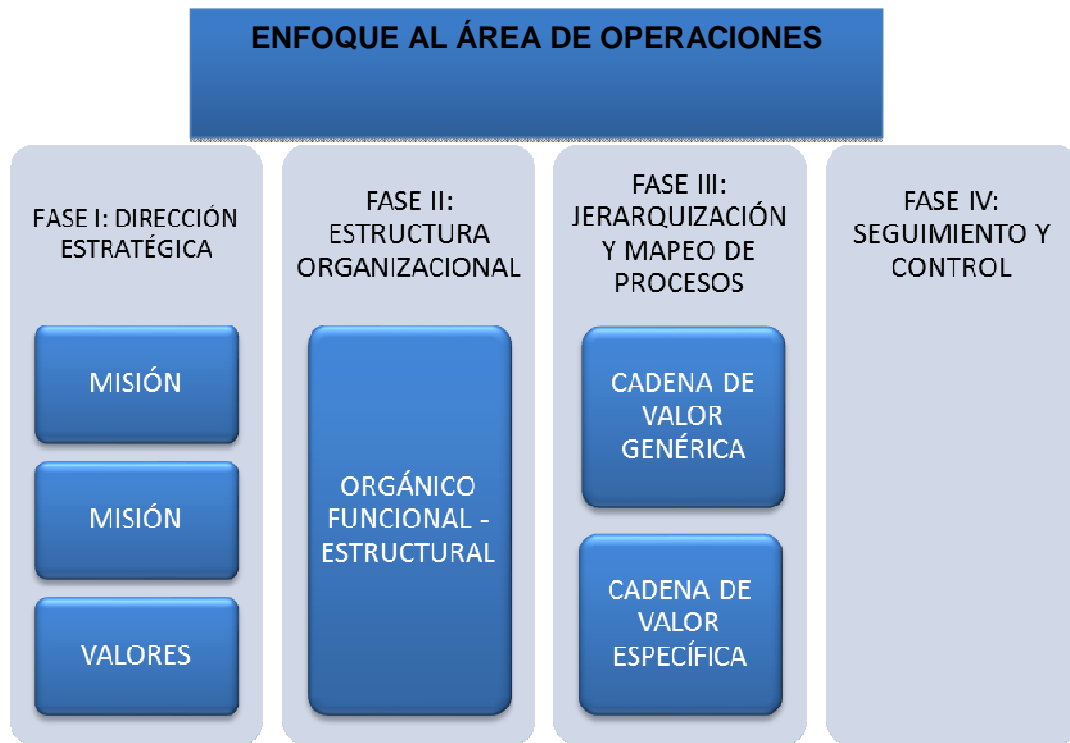 ENFOQUE AL ÁREA DE OPERACIONES
FASE I: DIRECCIÓN
ESTRATÉGICA
MISIÓN
MISIÓN
VALORES
FASE II:
ESTRUCTURA
ORGANIZACIONAL
ORGÁNICO
FUNCIONAL -
ESTRUCTURAL
FASE III:
JERARQUIZACIÓN
Y MAPEO DE
PROCESOS
CADENA DE
VALOR
GENÉRICA
CADENA DE
VALOR
ESPECÍFICA
FASE IV:
SEGUIMIENTO Y
CONTROL